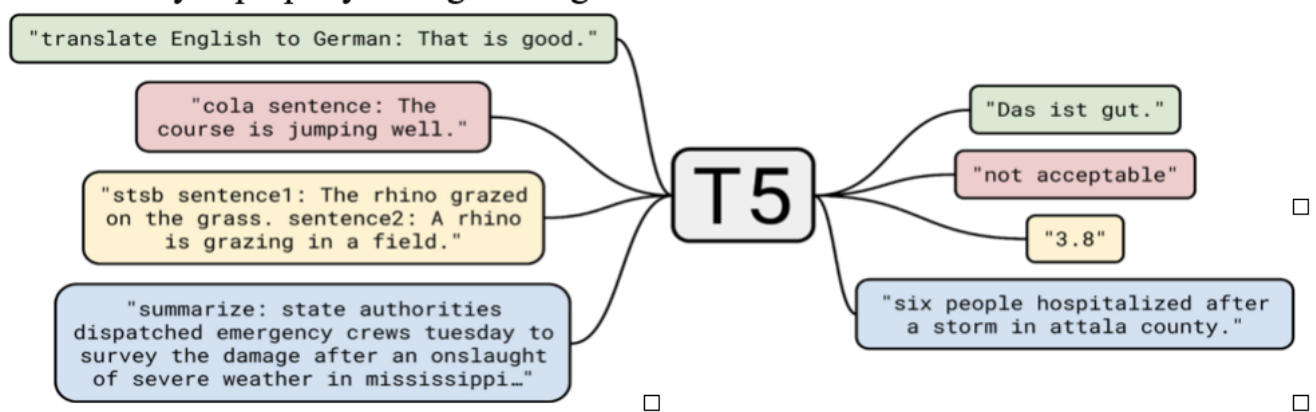 "translate English to German: That is good."
"cola sentence: The
course is jumping well."
"stsb sentence1: The rhino grazed
on the grass. sentence2: A rhino
is grazing in a field."
"summarize: state authorities
dispatched emergency crews tuesday to
survey the damage after an onslaught
of severe weather in mississippi…"
T5
"Das ist gut."
"not acceptable"
"3.8"
"six people hospitalized after
a storm in attala county."